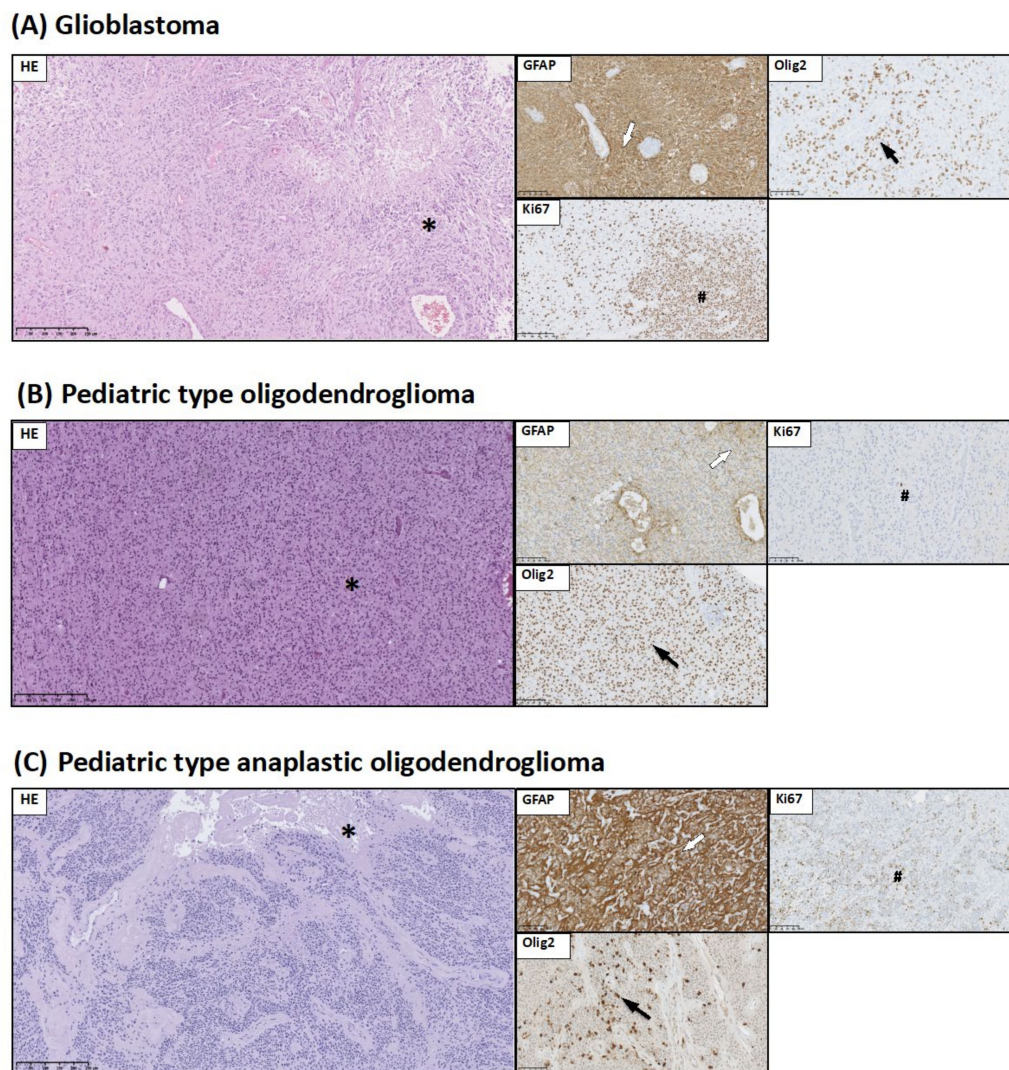 (A) Glioblastoma
HE
GFAP
Olig2
*
Ki67
#
(B) Pediatric type oligodendroglioma
HE
GFAP
Ki67
#
*
Olig2
(C) Pediatric type anaplastic oligodendroglioma
HE
GFAP
Ki67
*
#
Olig2